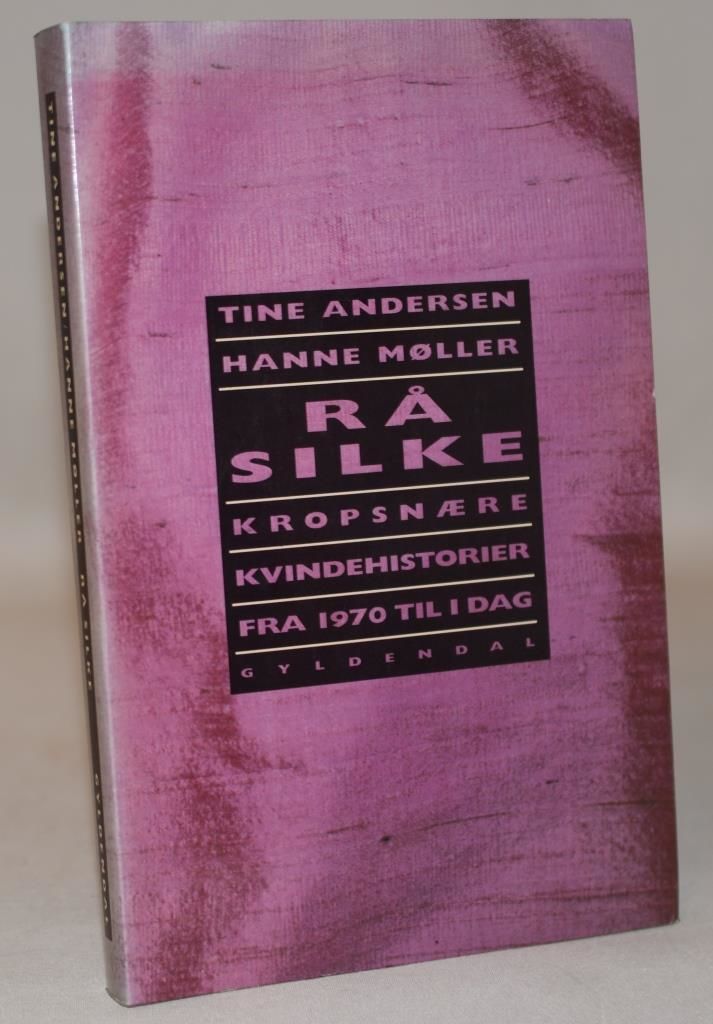 TINE ANDERSEN
HANNE MØLLER
RÅ
SILKE
KROPSNÆRE
KVINDEHISTORIER
FRA 1970 TIL I DAG
GYLDENDAL
TINE ANDERSEN/HANNE MØLLER RÅ SILKE GYLDENDAL